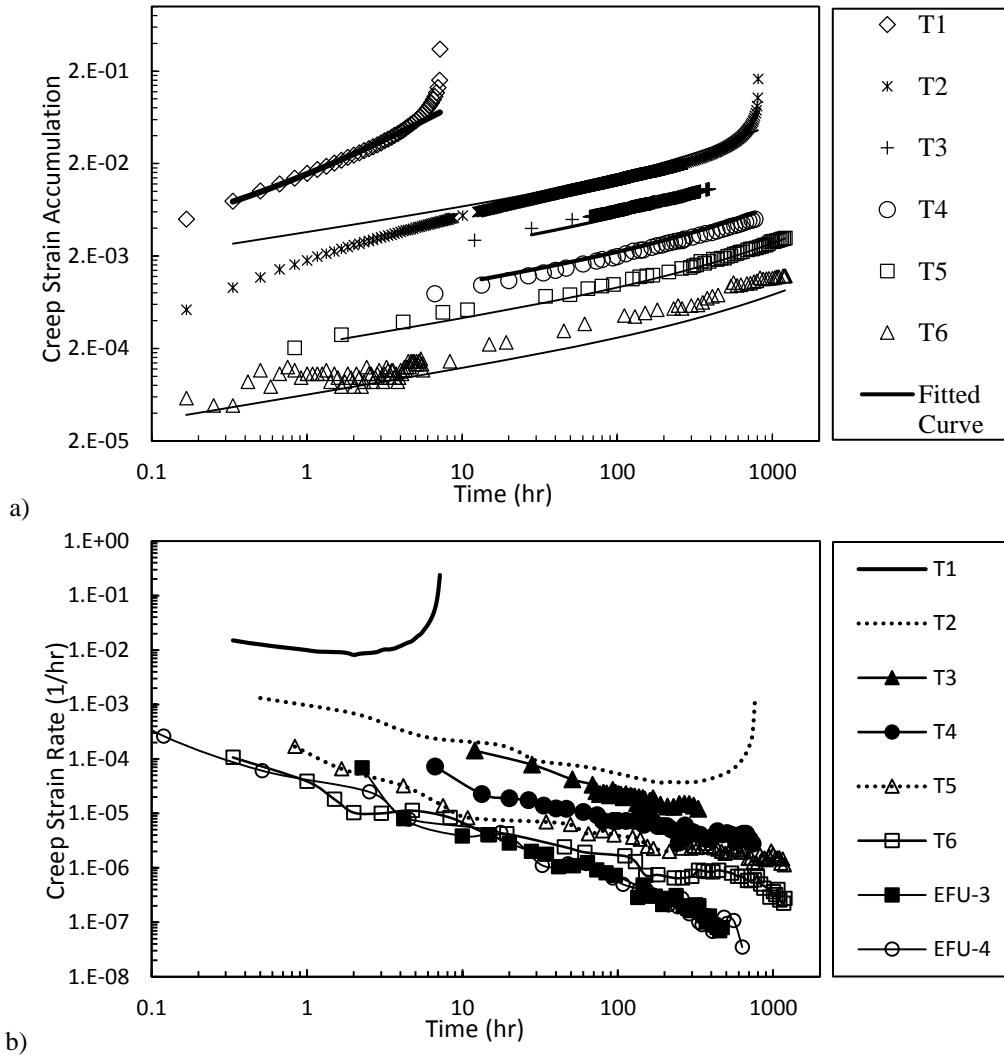 Creep Strain Accumulation
2.E-01
2.E-02
2.E-03
2.E-04
2.E-05
0.1
1
10
100
1000
Time (hr)
T1
T2
T3
T4
T5
T6
Fitted
Curve
a)
Creep Strain Rate (1/hr)
1.E+00
1.E-01
1.E-02
1.E-03
1.E-04
1.E-05
1.E-06
1.E-07
1.E-08
0.1
1
10
100
1000
Time (hr)
T1
T2
T3
T4
T5
T6
EFU-3
EFU-4
b)